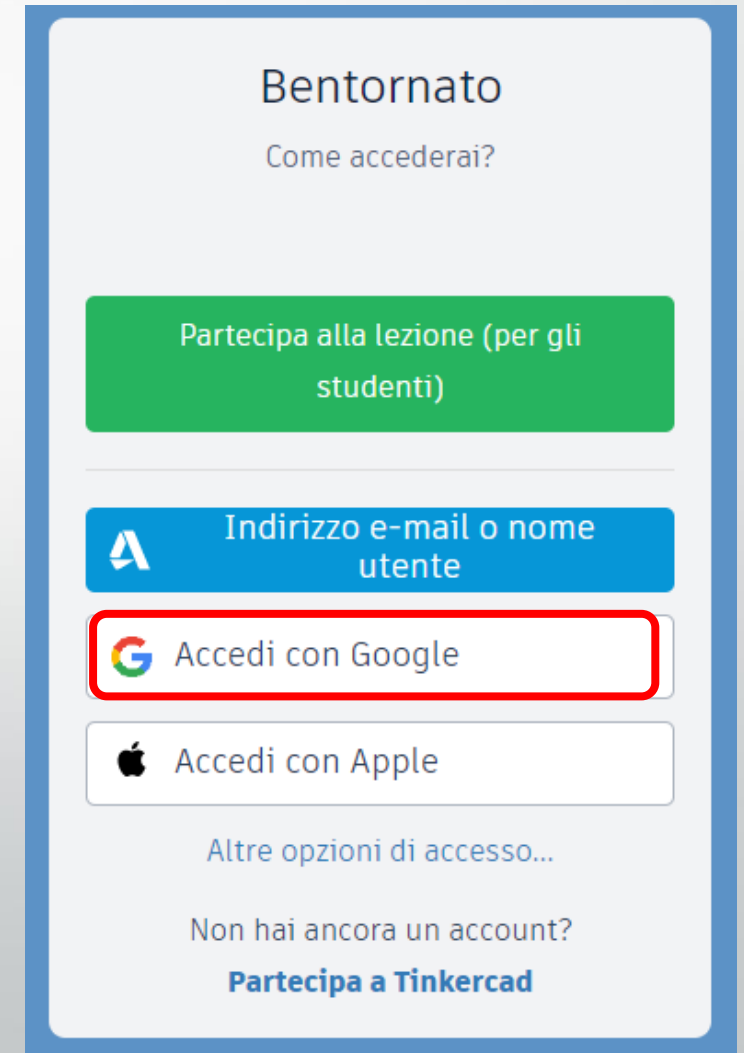 Bentornato
Come accederai?
Partecipa alla lezione (per gli
studenti)
Indirizzo e-mail o nome
utente
Accedi con Google
Accedi con Apple
Altre opzioni di accesso...
Non hai ancora un account?
Partecipa a Tinkercad